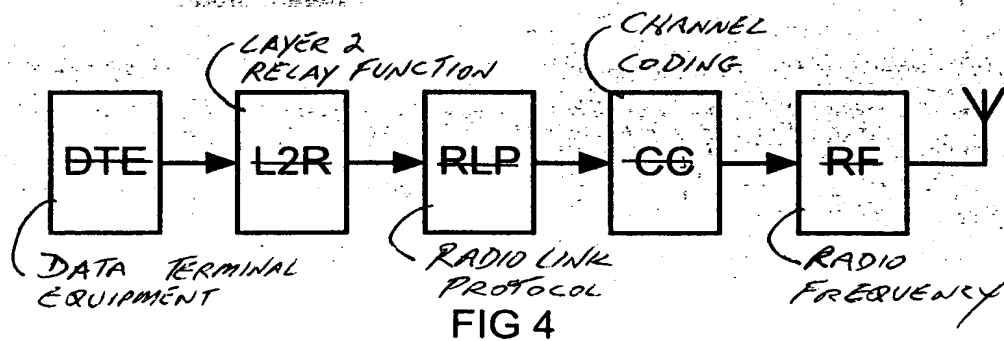 LAYER 2
RELAY FUNCTION
CHANNEL
CODING
DTE
L2R
RLP
CC
RF
DATA TERMINAL
EQUIPMENT
RADIO LINK
PROTOCOL
RADIO
FREQUENCY
FIG 4